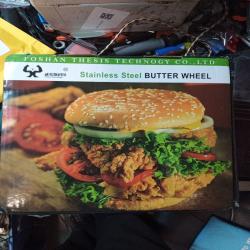 FOSHAN THESIS TECHNOGY CO.,LTD
Stainless Steel BUTTER WHEEL